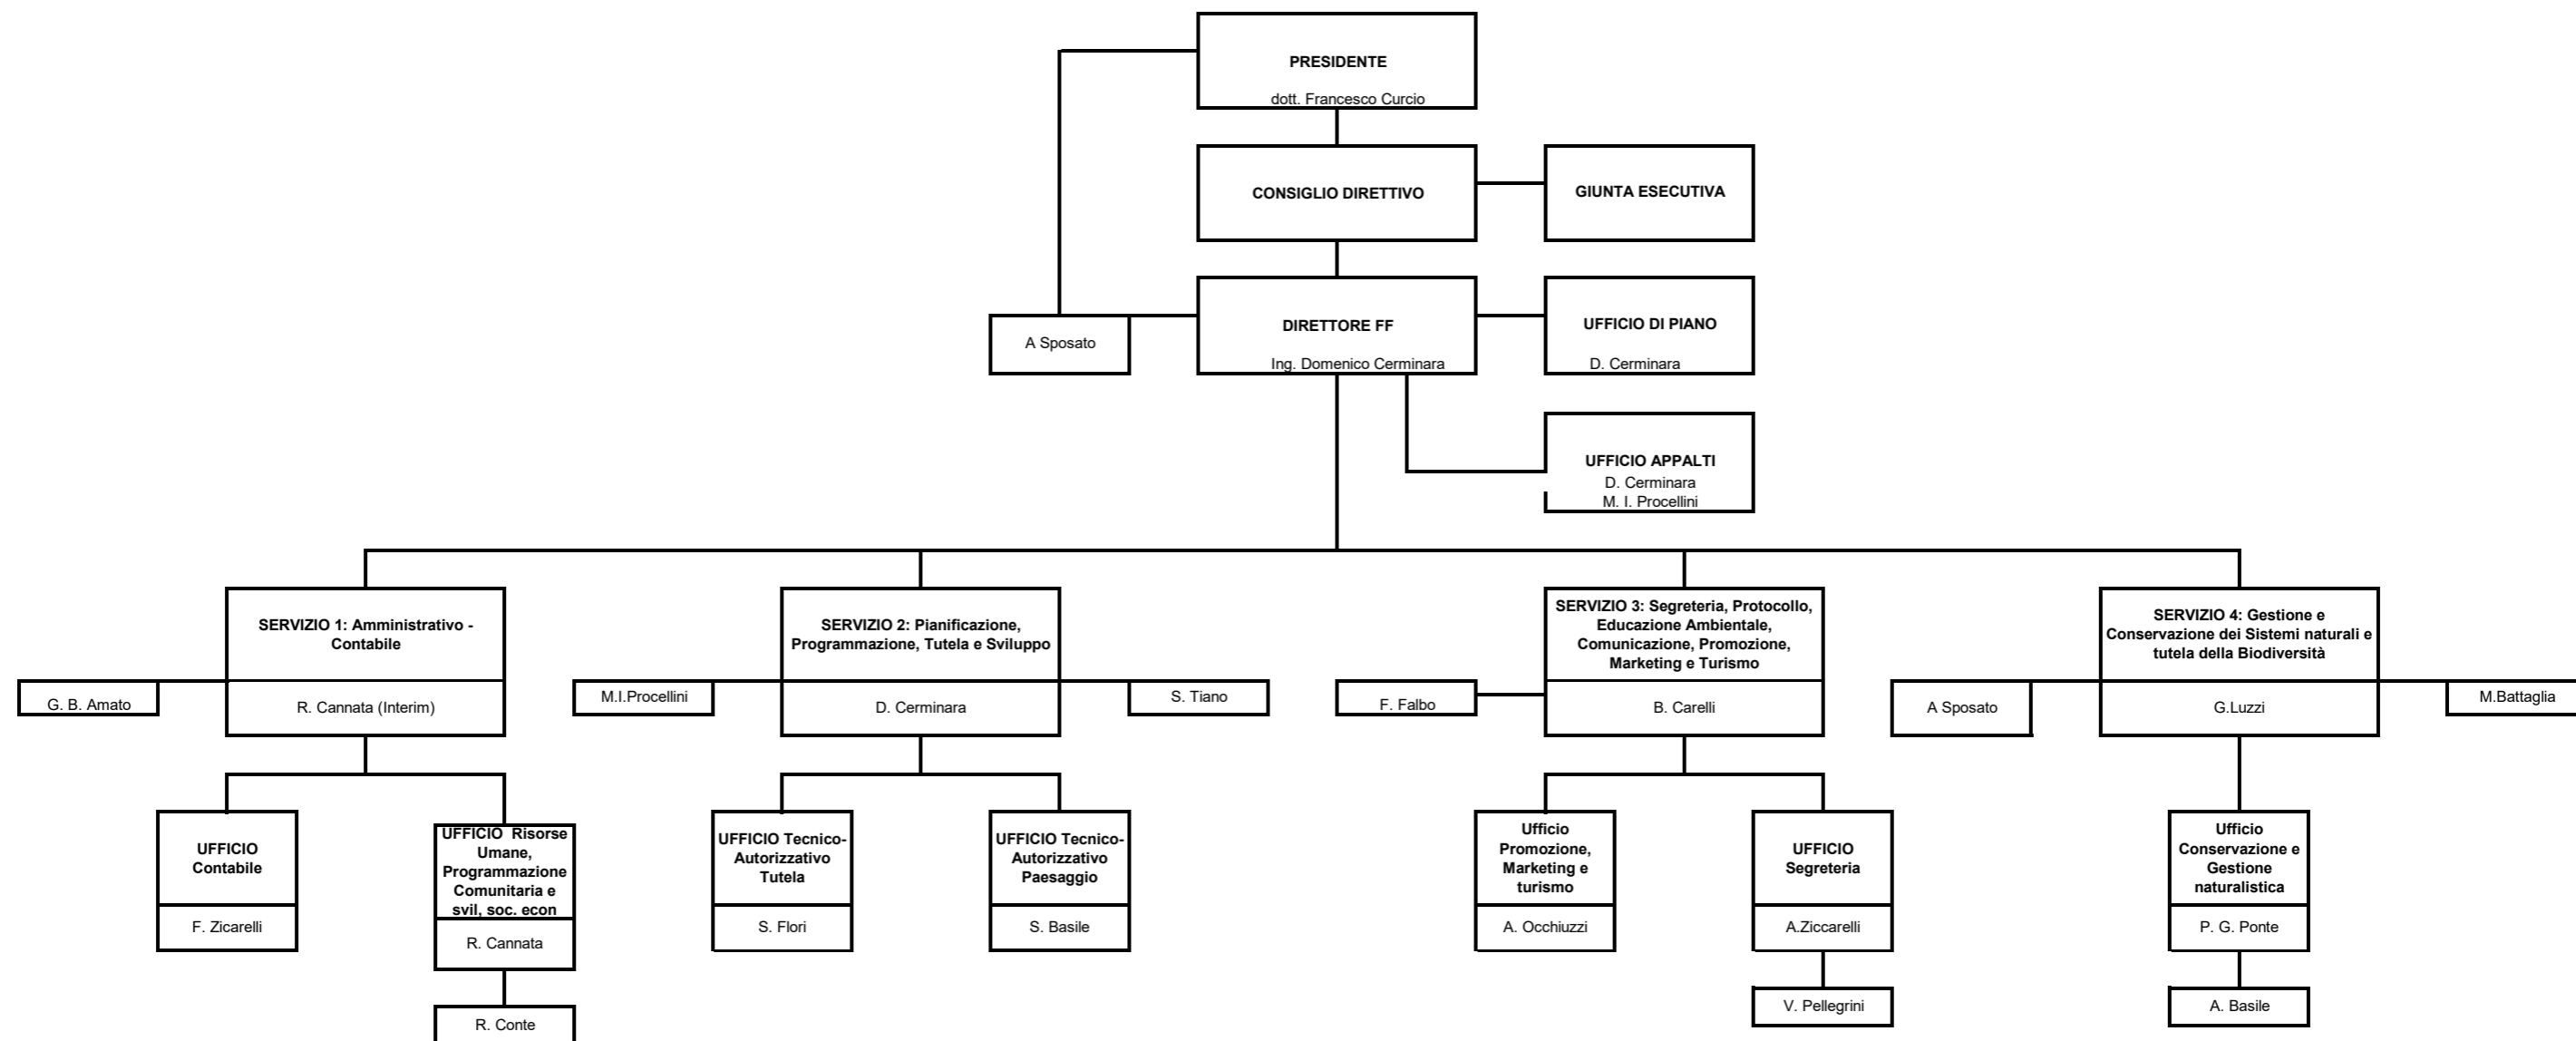 PRESIDENTE
dott. Francesco Curcio
CONSIGLIO DIRETTIVO
GIUNTA ESECUTIVA
A Sposato
DIRETTORE FF
Ing. Domenico Cerminara
UFFICIO DI PIANO
D. Cerminara
UFFICIO APPALTI
D. Cerminara
M. I. Procellini
SERVIZIO 1: Amministrativo -
Contabile
G. B. Amato
R. Cannata (Interim)
SERVIZIO 2: Pianificazione,
Programmazione, Tutela e Sviluppo
M.I.Procellini
D. Cerminara
S. Tiano
SERVIZIO 3: Segreteria, Protocollo,
Educazione Ambientale,
Comunicazione, Promozione,
Marketing e Turismo
F. Falbo
B. Carelli
SERVIZIO 4: Gestione e
Conservazione dei Sistemi naturali e
tutela della Biodiversità
A Sposato
G.Luzzi
M.Battaglia
UFFICIO
Contabile
F. Zicarelli
UFFICIO  Risorse
Umane,
Programmazione
Comunitaria e
svil, soc. econ
R. Cannata
R. Conte
UFFICIO Tecnico-
Autorizzativo
Tutela
S. Flori
UFFICIO Tecnico-
Autorizzativo
Paesaggio
S. Basile
Ufficio
Promozione,
Marketing e
turismo
A. Occhiuzzi
UFFICIO
Segreteria
A.Ziccarelli
V. Pellegrini
Ufficio
Conservazione e
Gestione
naturalistica
P. G. Ponte
A. Basile